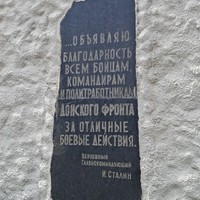 ...ОБЪЯВЛЯЮ
БЛАГОДАРНОСТЬ
ВСЕМ БОЙЦАМ,
КОМАНДИРАМ
И ПОЛИТРАБОТНИКАМ
ДОНСКОГО ФРОНТА
ЗА ОТЛИЧНЫЕ
БОЕВЫЕ ДЕЙСТВИЯ.
ВЕРХОВНЫЙ
ГЛАВНОКОМАНДУЮЩИЙ
И. СТАЛИН